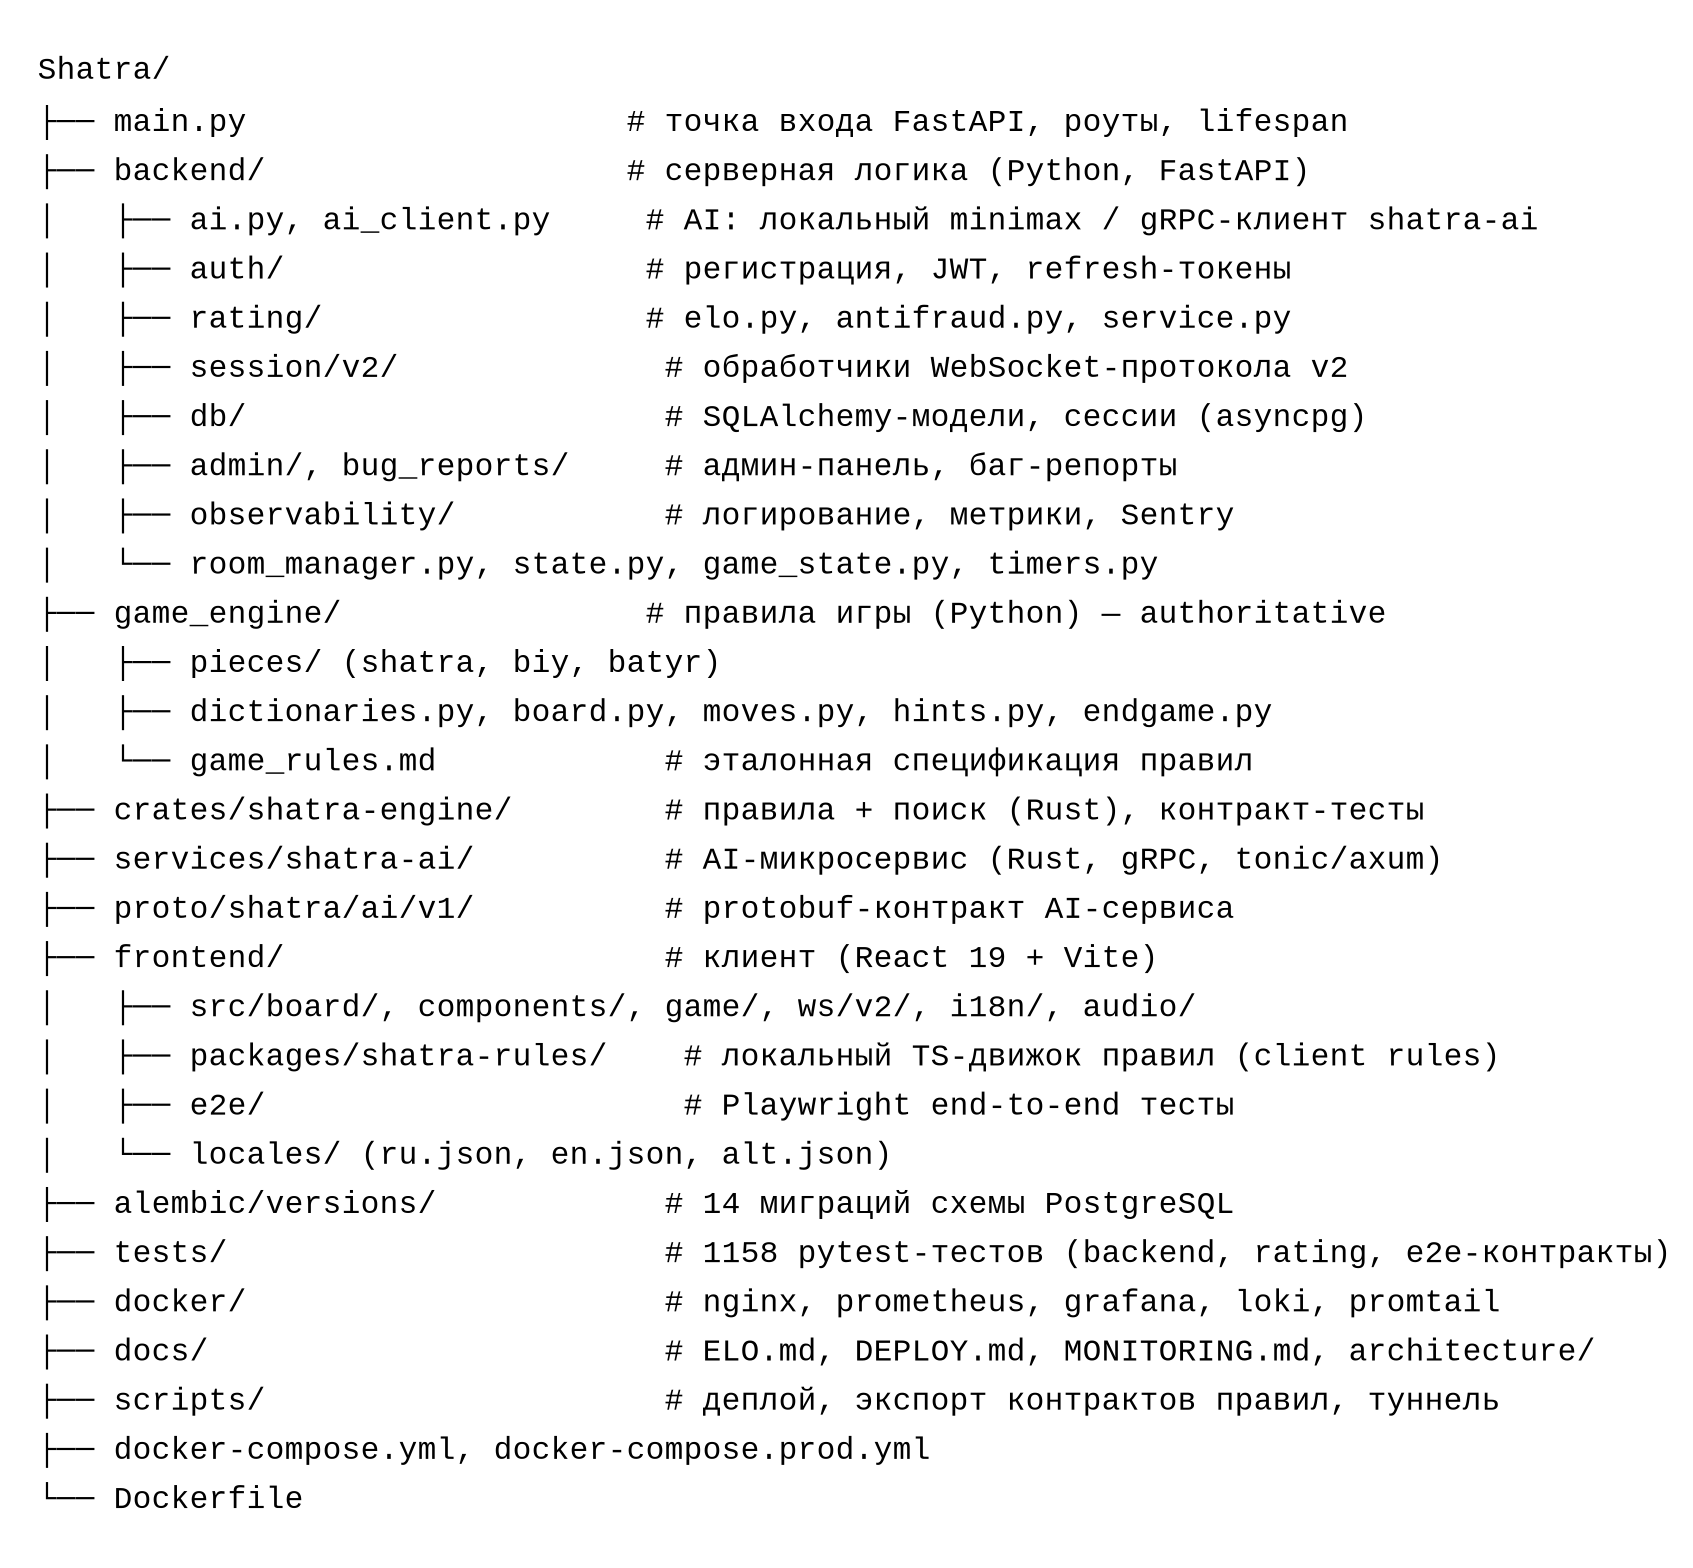 Shatra/
├── main.py                    # точка входа FastAPI, роуты, lifespan
├── backend/                   # серверная логика (Python, FastAPI)
│   ├── ai.py, ai_client.py     # AI: локальный minimax / gRPC-клиент shatra-ai
│   ├── auth/                   # регистрация, JWT, refresh-токены
│   ├── rating/                 # elo.py, antifraud.py, service.py
│   ├── session/v2/              # обработчики WebSocket-протокола v2
│   ├── db/                      # SQLAlchemy-модели, сессии (asyncpg)
│   ├── admin/, bug_reports/     # админ-панель, баг-репорты
│   ├── observability/           # логирование, метрики, Sentry
│   └── room_manager.py, state.py, game_state.py, timers.py
├── game_engine/                # правила игры (Python) — authoritative
│   ├── pieces/ (shatra, biy, batyr)
│   ├── dictionaries.py, board.py, moves.py, hints.py, endgame.py
│   └── game_rules.md            # эталонная спецификация правил
├── crates/shatra-engine/        # правила + поиск (Rust), контракт-тесты
├── services/shatra-ai/          # AI-микросервис (Rust, gRPC, tonic/axum)
├── proto/shatra/ai/v1/          # protobuf-контракт AI-сервиса
├── frontend/                    # клиент (React 19 + Vite)
│   ├── src/board/, components/, game/, ws/v2/, i18n/, audio/
│   ├── packages/shatra-rules/    # локальный TS-движок правил (client rules)
│   ├── e2e/                      # Playwright end-to-end тесты
│   └── locales/ (ru.json, en.json, alt.json)
├── alembic/versions/            # 14 миграций схемы PostgreSQL
├── tests/                       # 1158 pytest-тестов (backend, rating, e2e-контракты)
├── docker/                      # nginx, prometheus, grafana, loki, promtail
├── docs/                        # ELO.md, DEPLOY.md, MONITORING.md, architecture/
├── scripts/                     # деплой, экспорт контрактов правил, туннель
├── docker-compose.yml, docker-compose.prod.yml
└── Dockerfile